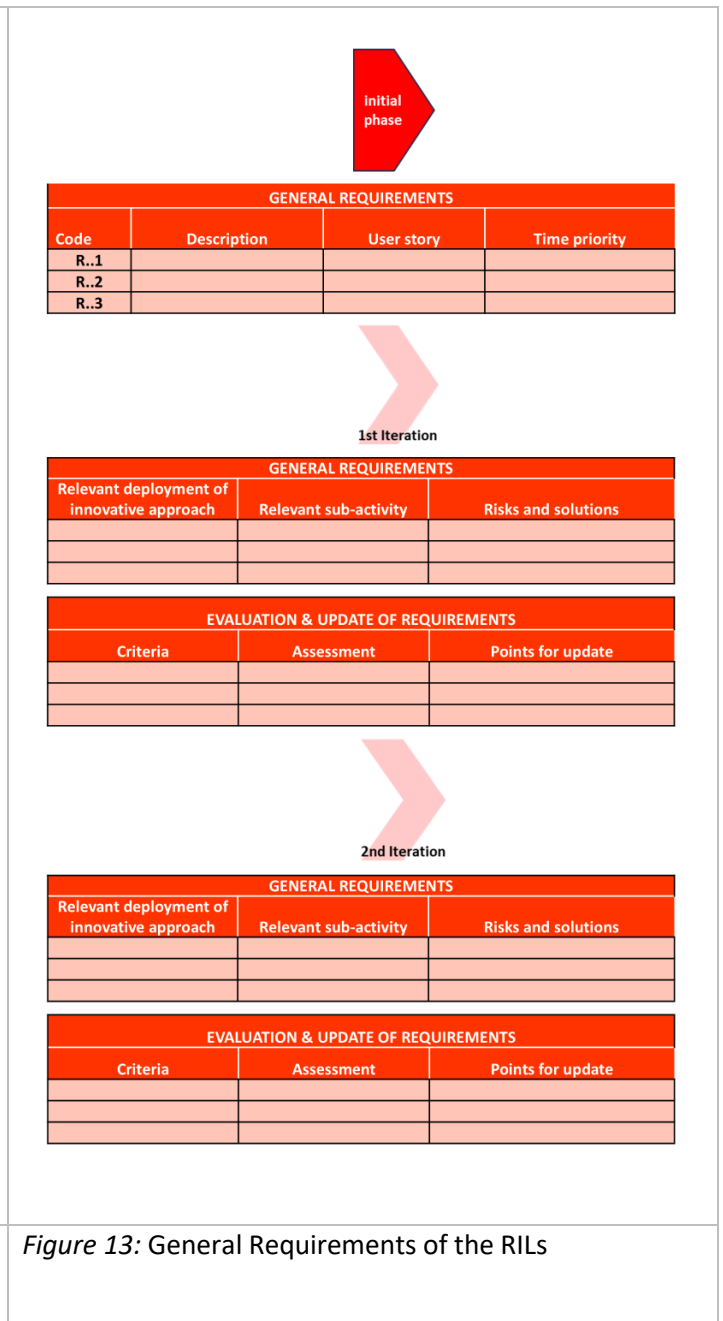 initial
phase
GENERAL REQUIREMENTS
Code Description User story Time priority
R..1
R..2
R..3
1st Iteration
GENERAL REQUIREMENTS
Relevant deployment of
innovative approach Relevant sub-activity Risks and solutions
EVALUATION & UPDATE OF REQUIREMENTS
Criteria Assessment Points for update
2nd Iteration
GENERAL REQUIREMENTS
Relevant deployment of
innovative approach Relevant sub-activity Risks and solutions
EVALUATION & UPDATE OF REQUIREMENTS
Criteria Assessment Points for update
Figure 13: General Requirements of the RILs